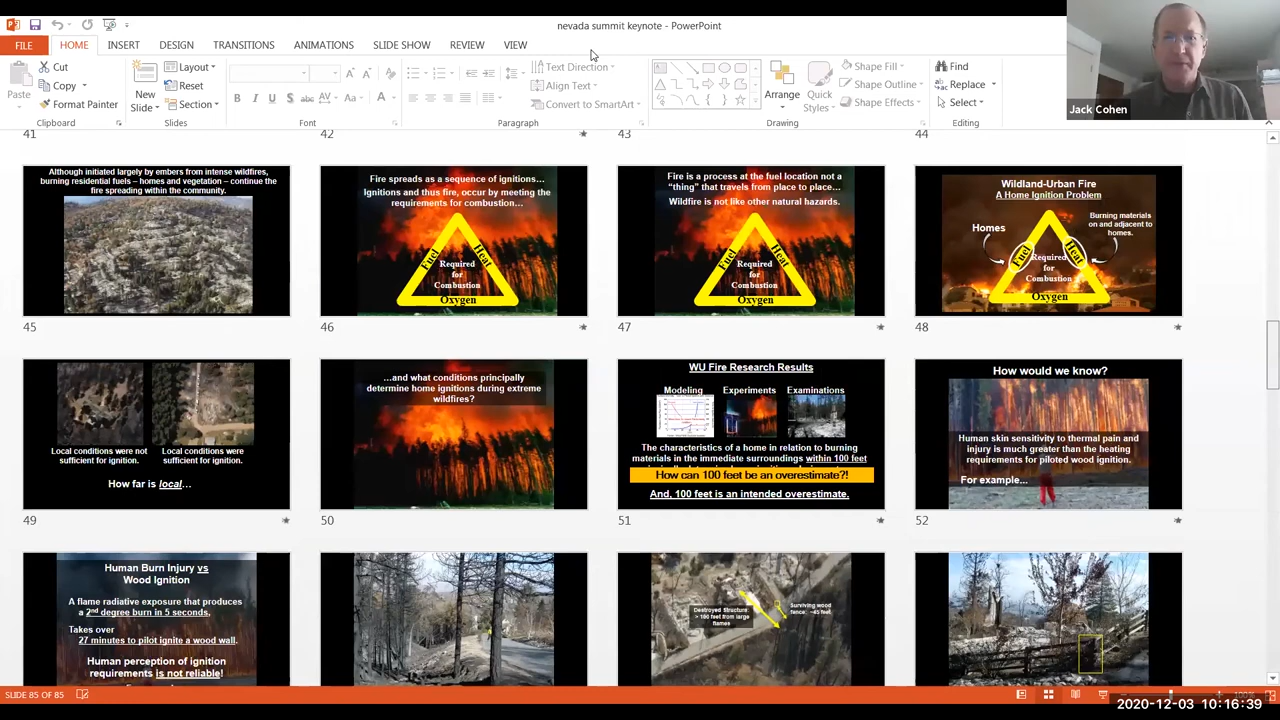 nevada summit keynote - PowerPoint
FILE HOME INSERT DESIGN TRANSITIONS ANIMATIONS SLIDE SHOW REVIEW VIEW
Cut
Copy
Format Painter
Paste
Clipboard
New
Slide
Layout
Reset
Section
Slides
Font
Text Direction
Align Text
Convert to SmartArt
Paragraph
Arrange
Quick
Styles
Shape Fill
Shape Outline
Shape Effects
Drawing
Find
Replace
Select
Editing
Jack Cohen
41 42 43 44
Although initiated largely by embers from intense wildfires,
burning residential fuels – homes and vegetation – continue the
fire spreading within the community.
45
Fire spreads as a sequence of ignitions…
Ignitions and thus fire, occur by meeting the
requirements for combustion…
Fuel
Heat
Required
for
Combustion
Oxygen
46
Fire is a process at the fuel location not a
“thing” that travels from place to place…
Wildfire is not like other natural hazards.
Fuel
Heat
Required
for
Combustion
Oxygen
47
Wildland-Urban Fire
A Home Ignition Problem
Homes
Burning materials
on and adjacent to
homes.
Fuel
Heat
Required
for
Combustion
Oxygen
48
Local conditions were not
sufficient for ignition.
Local conditions were
sufficient for ignition.
How far is local…
49
…and what conditions principally
determine home ignitions during extreme
wildfires?
50
WU Fire Research Results
Modeling Experiments Examinations
The characteristics of a home in relation to burning
materials in the immediate surroundings within 100 feet
How can 100 feet be an overestimate?!
And, 100 feet is an intended overestimate.
51
How would we know?
Human skin sensitivity to thermal pain and
injury is much greater than the heating
requirements for piloted wood ignition.
For example…
52
Human Burn Injury vs
Wood Ignition
A flame radiative exposure that produces
a 2nd degree burn in 5 seconds.
Takes over
27 minutes to pilot ignite a wood wall.
Human perception of ignition
requirements is not reliable!
Destroyed Structure:
> 160 feet from large
flames
Surviving wood
fence: ~45 feet.
SLIDE 85 OF 85
100%
2020-12-03 10:16:39